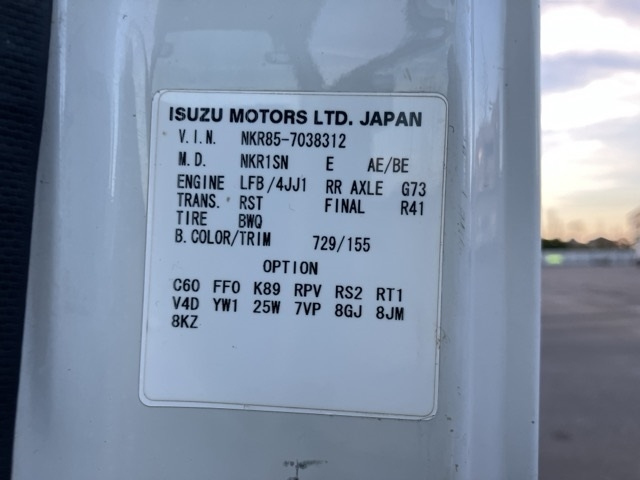 ISUZU MOTORS LTD. JAPAN
V.I.N. NKR85-7038312
M.D. NKR1SN E AE/BE
ENGINE LFB/4JJ1 RR AXLE G73
TRANS. RST FINAL R41
TIRE BWQ
B.COLOR/TRIM 729/155
OPTION
C60 FF0 K89 RPV RS2 RT1
V4D YW1 25W 7VP 8GJ 8JM
8KZ